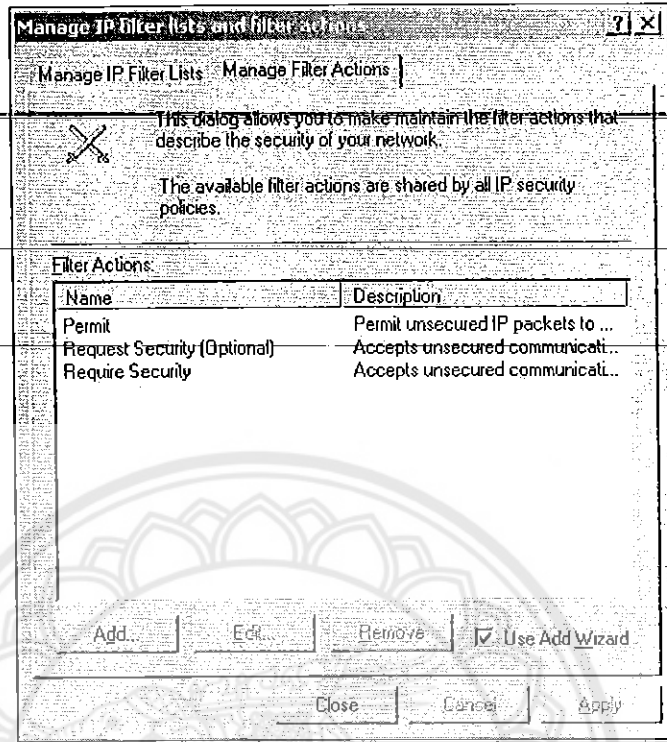 Manage IP filter lists and filter actions
Manage IP Filter Lists Manage Filter Actions
This dialog allows you to make maintain the filter actions that
describe the security of your network.
The available filter actions are shared by all IP security
policies.
Filter Actions:
Name Description
Permit Permit unsecured IP packets to ...
Request Security (Optional) Accepts unsecured communicati...
Require Security Accepts unsecured communicati...
Add... Edit... Remove Use Add Wizard
Close Cancel Apply